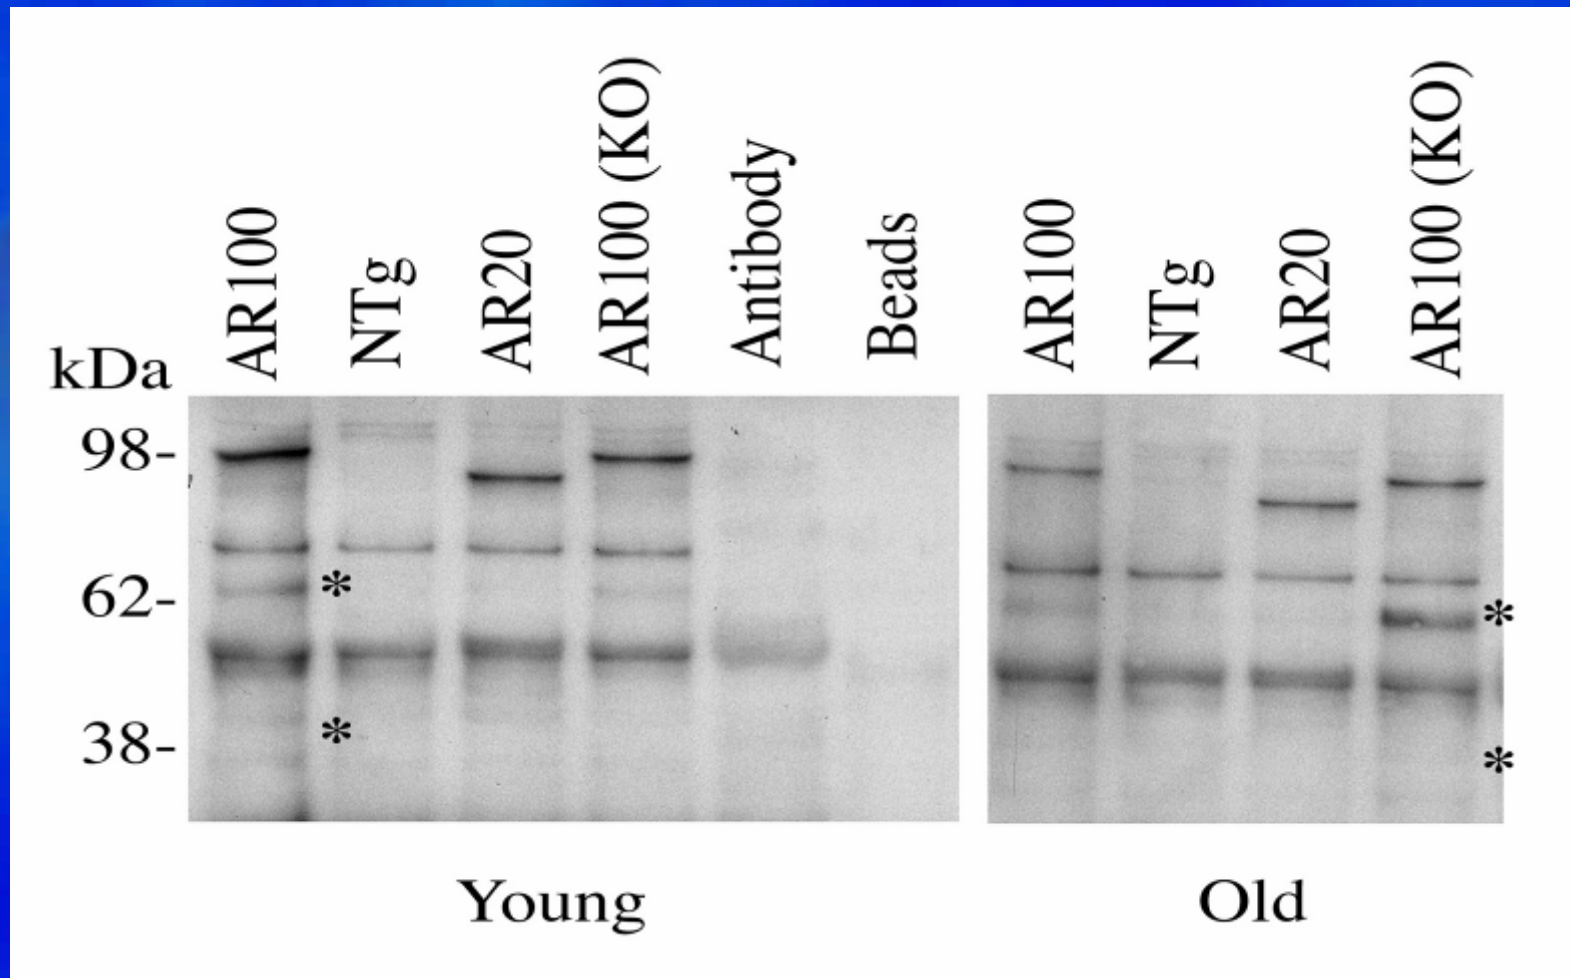 AR100 NTg AR20 AR100 (KO) Antibody Beads AR100 NTg AR20 AR100 (KO)
kDa
98-
*
62-
*
*
38-
*
Young Old